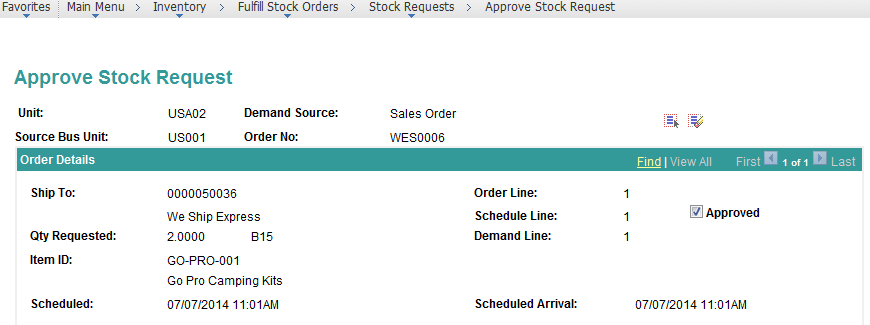 Favorites Main Menu > Inventory > Fulfill Stock Orders > Stock Requests > Approve Stock Request
Approve Stock Request
Unit: USA02 Demand Source: Sales Order
Source Bus Unit: US001 Order No: WES0006
Order Details Find | View All First 1 of 1 Last
Ship To: 0000050036 Order Line: 1
We Ship Express Schedule Line: 1 Approved
Qty Requested: 2.0000 B15 Demand Line: 1
Item ID: GO-PRO-001
Go Pro Camping Kits
Scheduled: 07/07/2014 11:01AM Scheduled Arrival: 07/07/2014 11:01AM